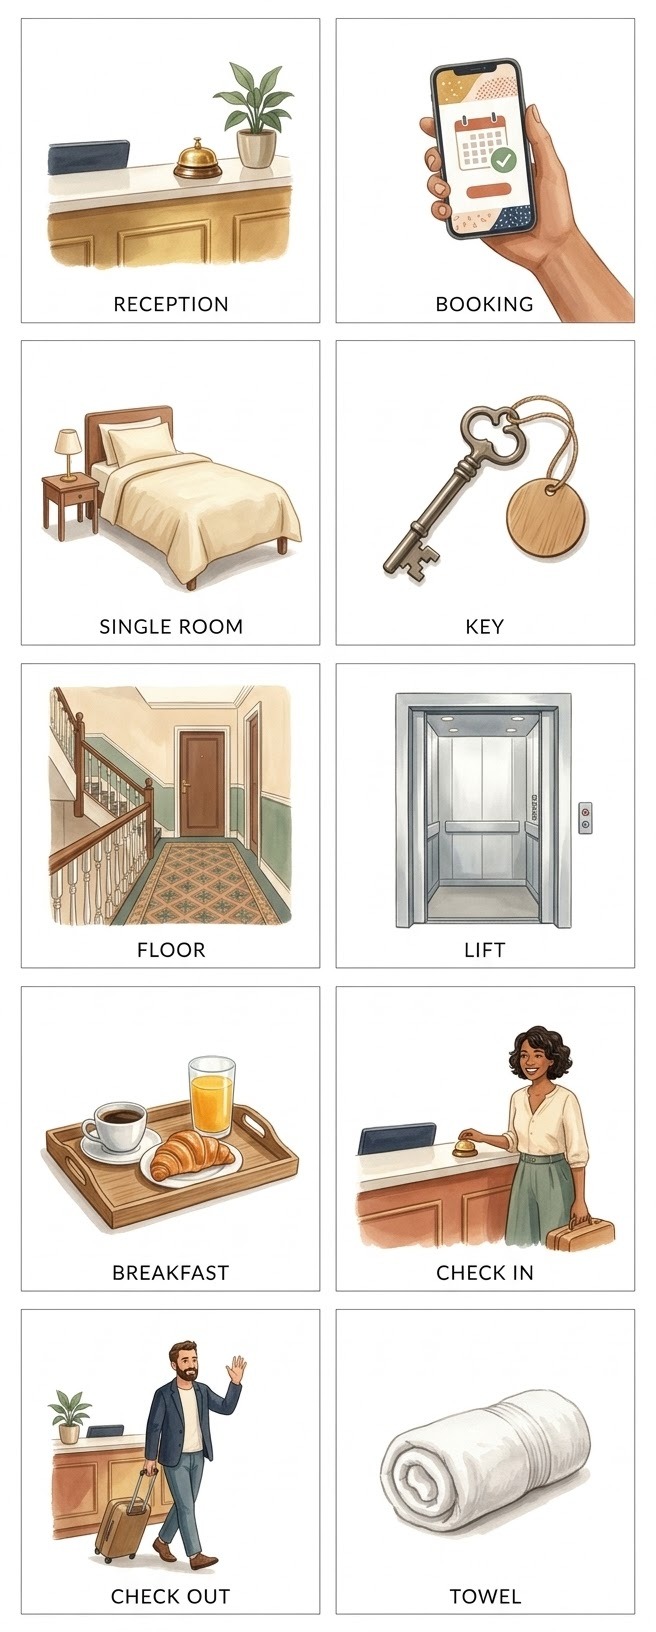 RECEPTION
BOOKING
SINGLE ROOM
KEY
FLOOR
LIFT
BREAKFAST
CHECK IN
CHECK OUT
TOWEL